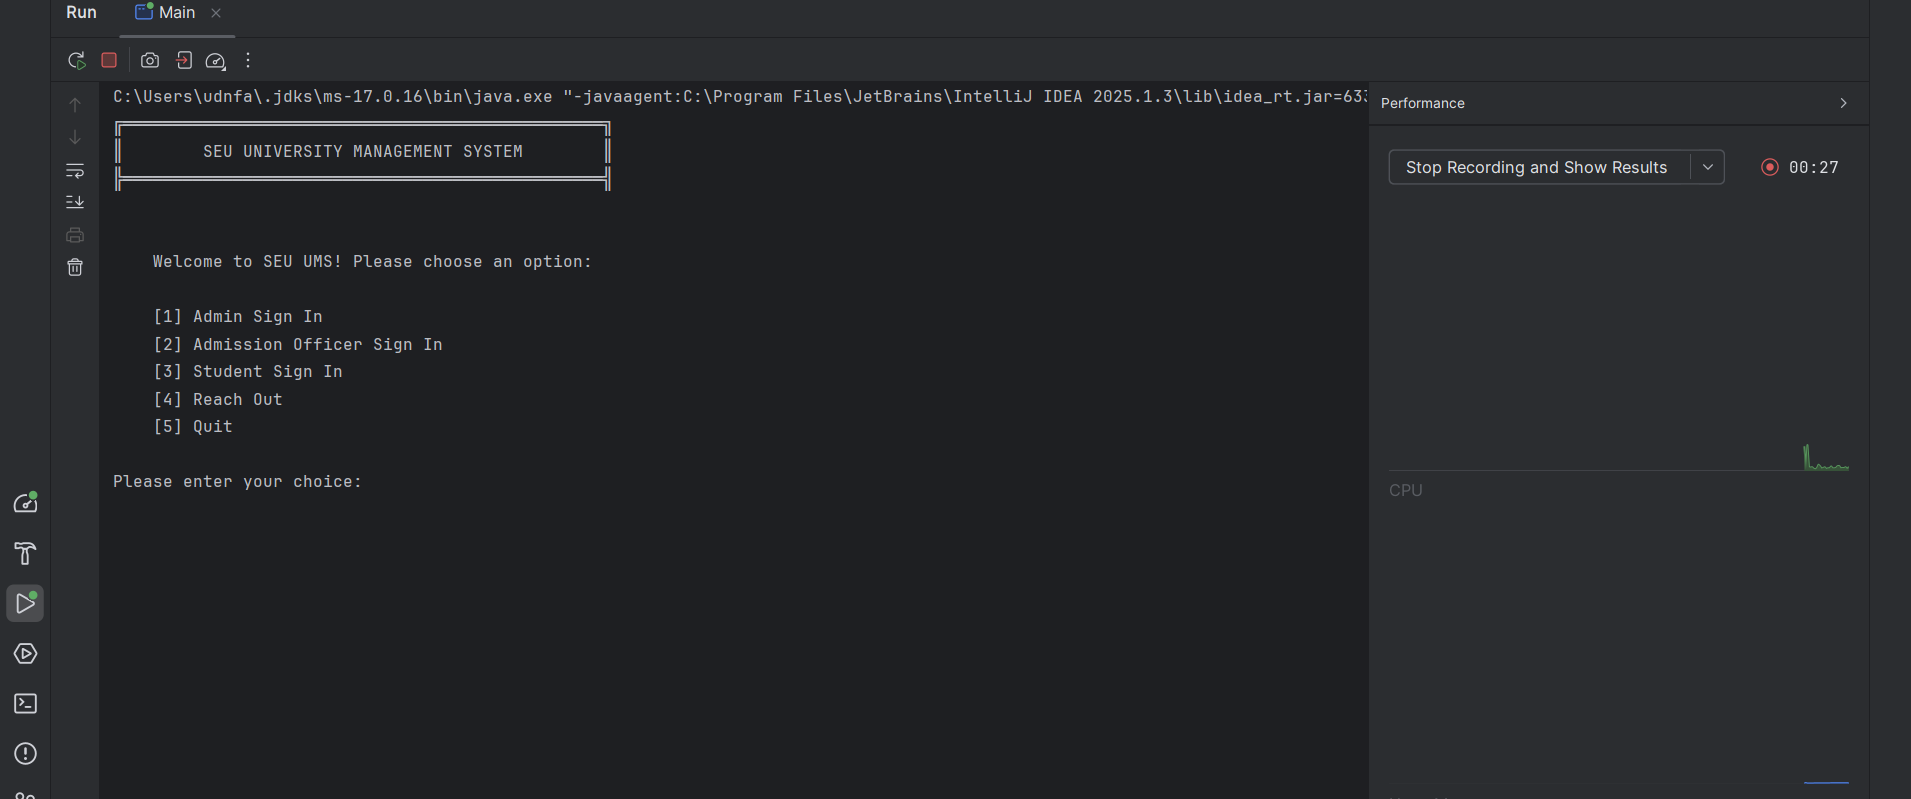 Run Main
C:\Users\udnfa\.jdks\ms-17.0.16\bin\java.exe "-javaagent:C:\Program Files\JetBrains\IntelliJ IDEA 2025.1.3\lib\idea_rt.jar=633
SEU UNIVERSITY MANAGEMENT SYSTEM
Welcome to SEU UMS! Please choose an option:
[1] Admin Sign In
[2] Admission Officer Sign In
[3] Student Sign In
[4] Reach Out
[5] Quit
Please enter your choice:
Performance
Stop Recording and Show Results 00:27
CPU